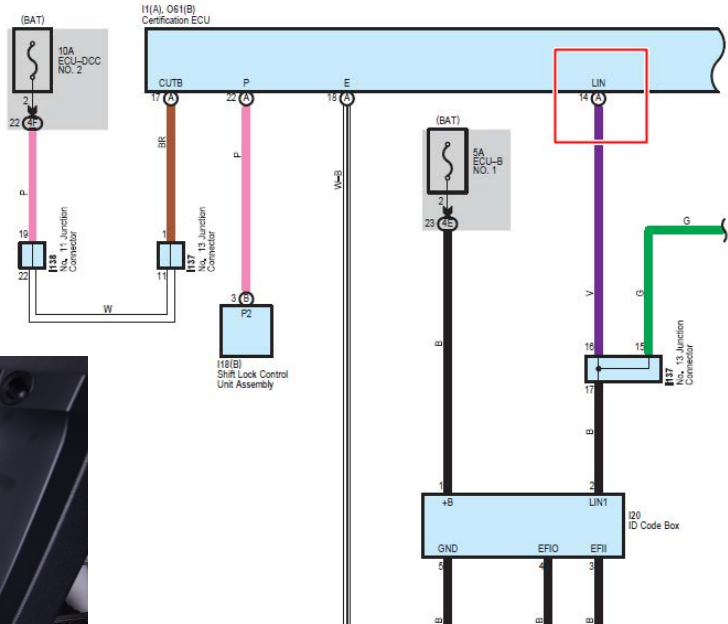 I1(A), O61(B)
Certification ECU
(BAT)
10A
ECU-DCC
NO. 2
2
22 4F
CUTB
17 A
P
22 A
E
18 A
LIN
14 A
(BAT)
5A
ECU-B
NO. 1
2
23 4E
P
BR
P
W-B
V
G
G
19
22
I138
No. 11 Junction
Connector
1
11
I137
No. 13 Junction
Connector
W
3 B
P2
I18(B)
Shift Lock Control
Unit Assembly
B
16
15
17
I137
No. 13 Junction
Connector
B
1
2
+B
LIN1
I20
ID Code Box
GND
EFIO
EFII
5
4
3
B
B
B